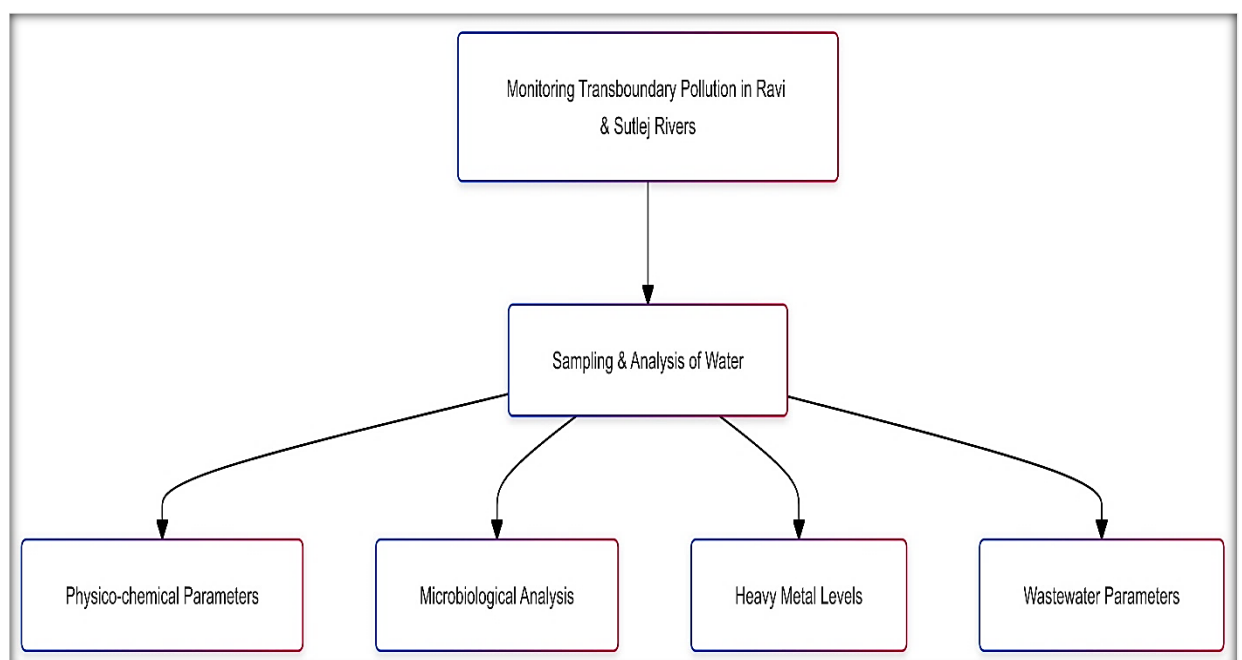 Monitoring Transboundary Pollution in Ravi
& Sutlej Rivers
Sampling & Analysis of Water
Physico-chemical Parameters
Microbiological Analysis
Heavy Metal Levels
Wastewater Parameters